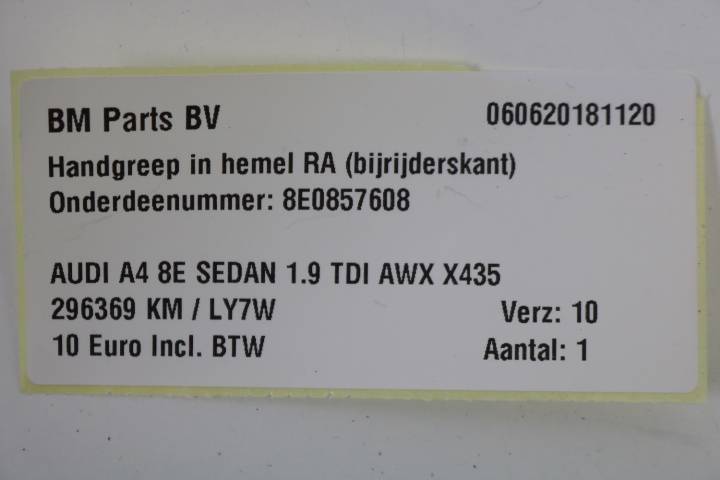 BM Parts BV 060620181120
Handgreep in hemel RA (bijrijderskant)
Onderdeenummer: 8E0857608
AUDI A4 8E SEDAN 1.9 TDI AWX X435
296369 KM / LY7W Verz: 10
10 Euro Incl. BTW Aantal: 1